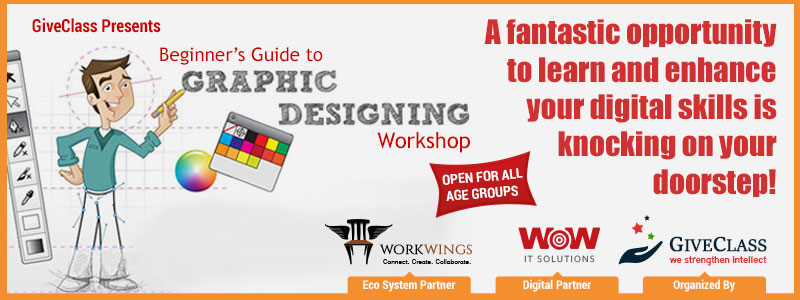 GiveClass Presents
Beginner's Guide to
GRAPHIC
DESIGNING
Workshop
A fantastic opportunity
to learn and enhance
your digital skills is
knocking on your
doorstep!
OPEN FOR ALL
AGE GROUPS
WORKWINGS
Connect. Create. Collaborate.
Eco System Partner
WOW
IT SOLUTIONS
Digital Partner
GIVECLASS
we strengthen intellect
Organized By